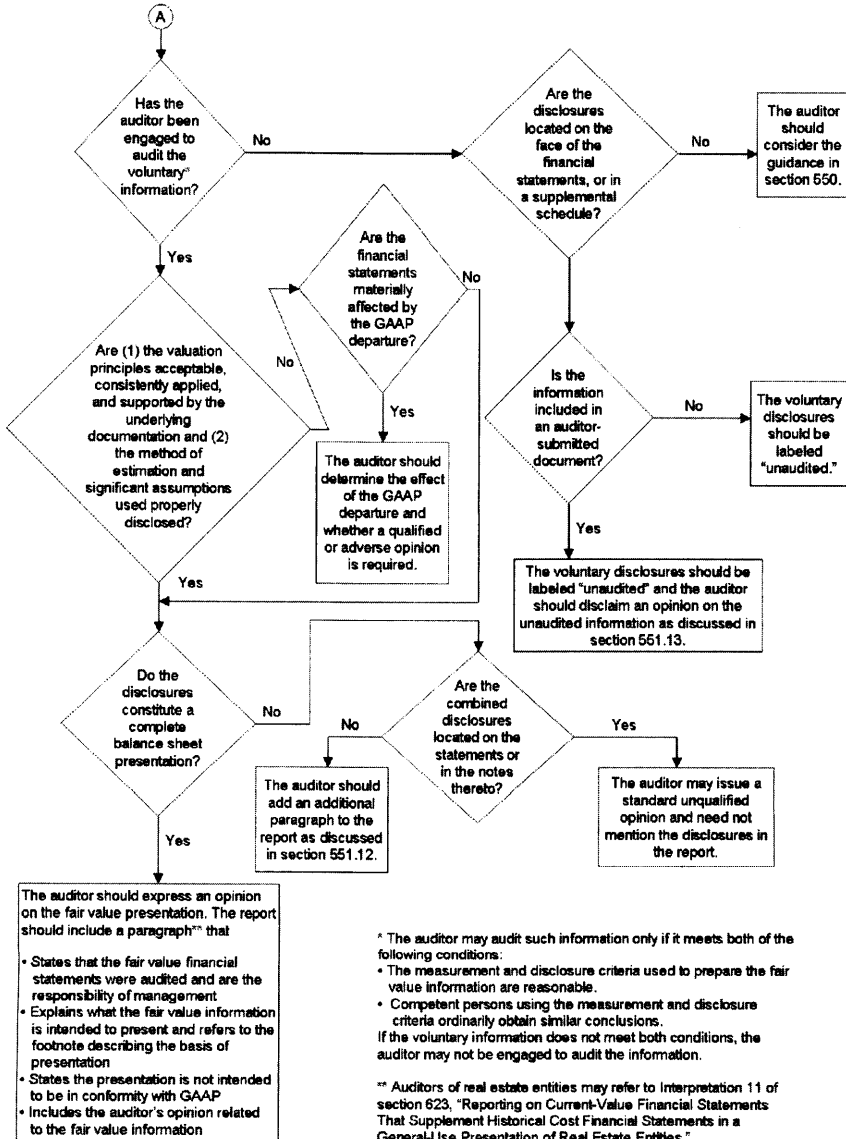 A
Has the
auditor been
engaged to
audit the
voluntary*
information?
No
Yes
Are the
disclosures
located on the
face of the
financial
statements, or in
a supplemental
schedule?
No
The auditor
should
consider the
guidance in
section 550.
Are the
financial
statements
materially
affected by
the GAAP
departure?
No
Yes
The auditor should
determine the effect
of the GAAP
departure and
whether a qualified
or adverse opinion
is required.
Are (1) the valuation
principles acceptable,
consistently applied,
and supported by the
underlying
documentation and (2)
the method of
estimation and
significant assumptions
used properly
disclosed?
No
Yes
Is the
information
included in
an auditor-
submitted
document?
No
The voluntary
disclosures
should be
labeled
"unaudited."
Yes
The voluntary disclosures should be
labeled "unaudited" and the auditor
should disclaim an opinion on the
unaudited information as discussed in
section 551.13.
Do the
disclosures
constitute a
complete
balance sheet
presentation?
No
Yes
Are the
combined
disclosures
located on the
statements or
in the notes
thereto?
No
Yes
The auditor should
add an additional
paragraph to the
report as discussed
in section 551.12.
The auditor may issue a
standard unqualified
opinion and need not
mention the disclosures in
the report.
The auditor should express an opinion
on the fair value presentation. The report
should include a paragraph** that
• States that the fair value financial
statements were audited and are the
responsibility of management
• Explains what the fair value information
is intended to present and refers to the
footnote describing the basis of
presentation
• States the presentation is not intended
to be in conformity with GAAP
• Includes the auditor's opinion related
to the fair value information
* The auditor may audit such information only if it meets both of the
following conditions:
• The measurement and disclosure criteria used to prepare the fair
value information are reasonable.
• Competent persons using the measurement and disclosure
criteria ordinarily obtain similar conclusions.
If the voluntary information does not meet both conditions, the
auditor may not be engaged to audit the information.
** Auditors of real estate entities may refer to Interpretation 11 of
section 623, "Reporting on Current-Value Financial Statements
That Supplement Historical Cost Financial Statements in a
General-Use Presentation of Real Estate Entities."